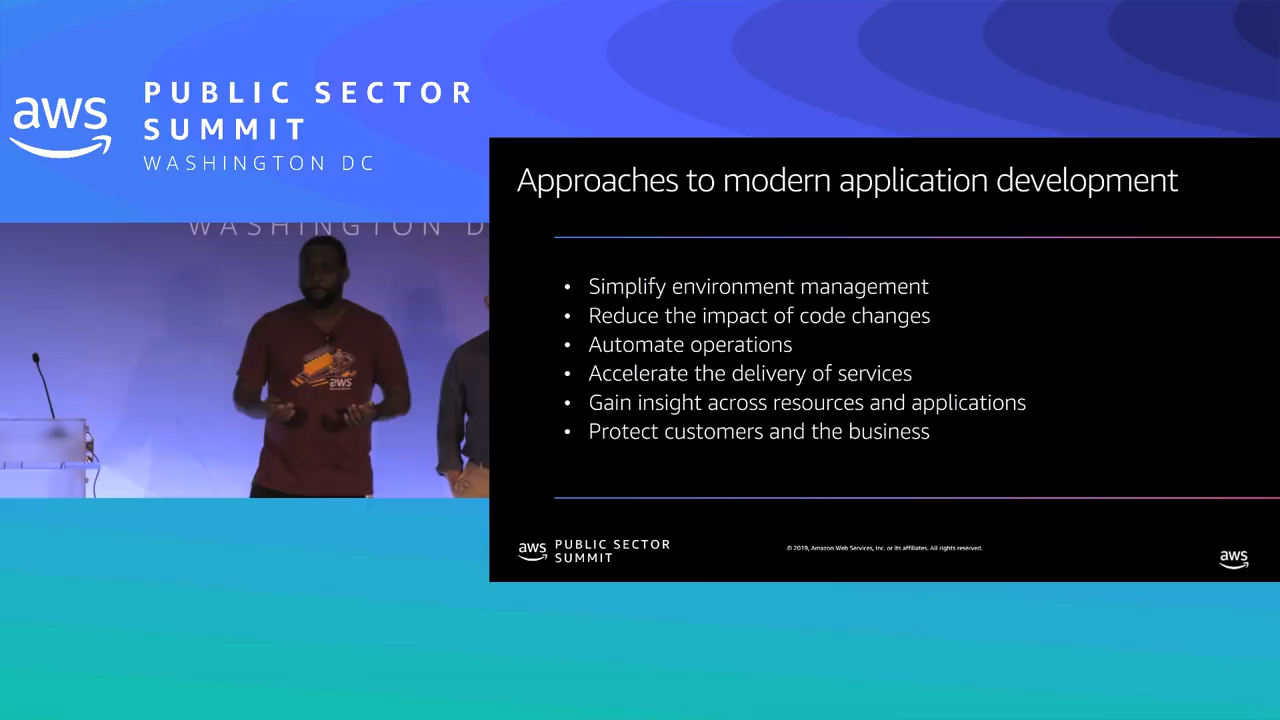 aws
PUBLIC SECTOR
SUMMIT
WASHINGTON DC
WASHINGTON D
aws
Approaches to modern application development
• Simplify environment management
• Reduce the impact of code changes
• Automate operations
• Accelerate the delivery of services
• Gain insight across resources and applications
• Protect customers and the business
aws
PUBLIC SECTOR
SUMMIT
© 2019, Amazon Web Services, Inc. or its affiliates. All rights reserved.
aws